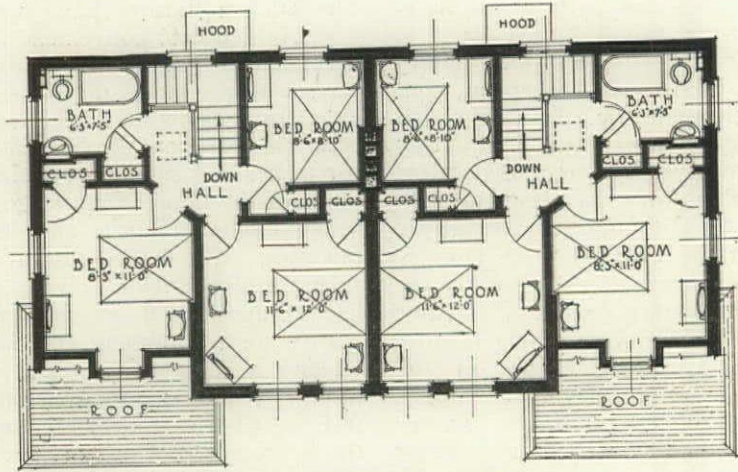 HOOD
HOOD
BATH
6'-3"×7'-5"
BED ROOM
8'-6"×8'-10"
BED ROOM
8'-6"×8'-10"
BATH
6'-3"×7'-5"
CLOS
CLOS
DOWN
HALL
CLOS
CLOS
CLOS
CLOS
DOWN
HALL
CLOS
CLOS
BED ROOM
8'-3"×11'-0"
BED ROOM
11'-6"×12'-0"
BED ROOM
11'-6"×12'-0"
BED ROOM
8'-3"×11'-0"
ROOF
ROOF